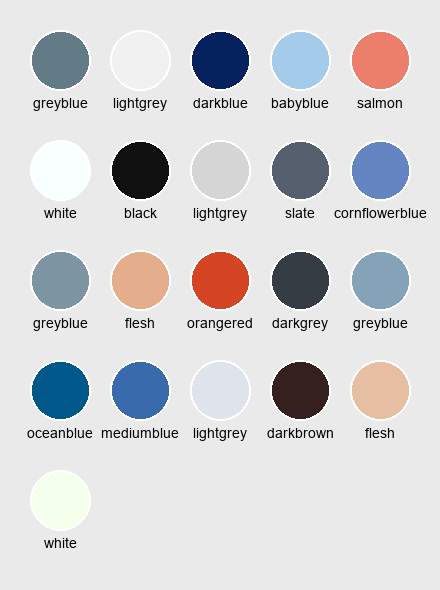 greyblue lightgrey darkblue babyblue salmon
white black lightgrey slate cornflowerblue
greyblue flesh orangered darkgrey greyblue
oceanblue mediumblue lightgrey darkbrown flesh
white